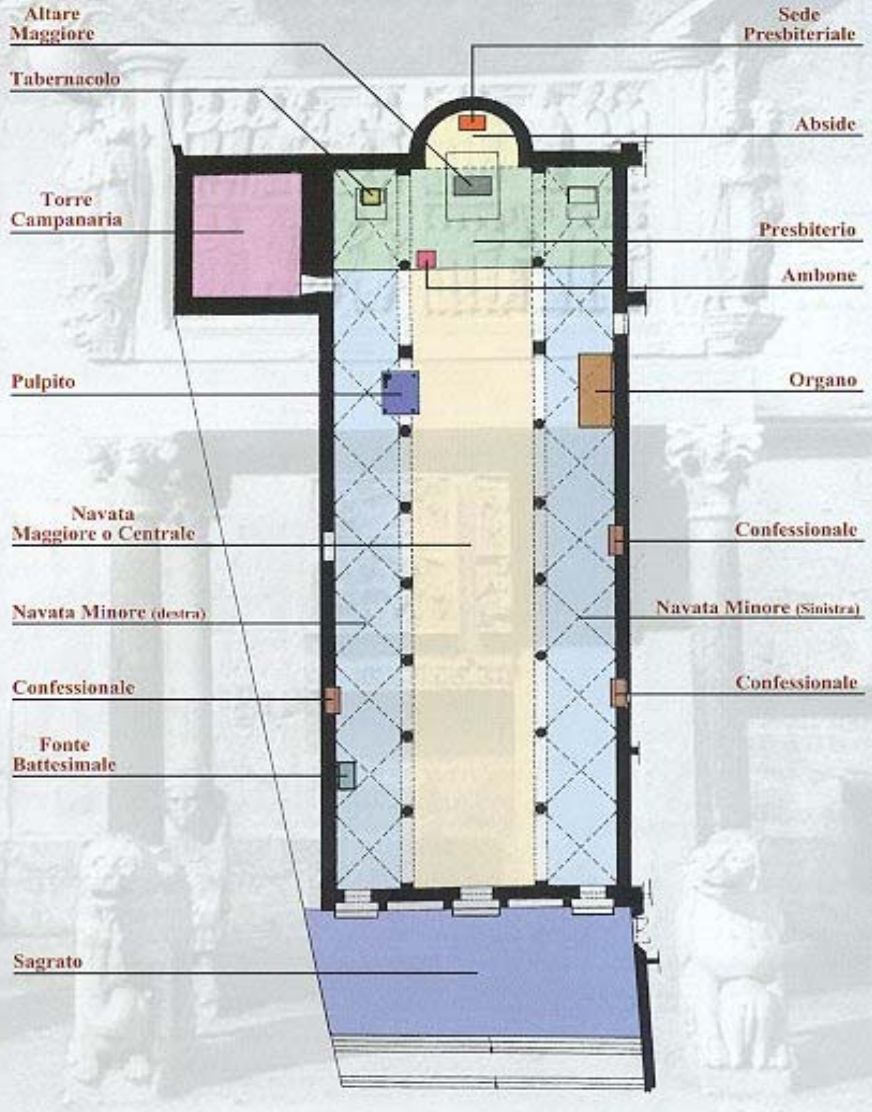 Altare
Maggiore
Sede
Presbiteriale
Tabernacolo
Abside
Torre
Campanaria
Presbiterio
Ambone
Pulpito
Organo
Navata
Maggiore o Centrale
Confessionale
Navata Minore (destra)
Navata Minore (Sinistra)
Confessionale
Confessionale
Fonte
Battesimale
Sagrato